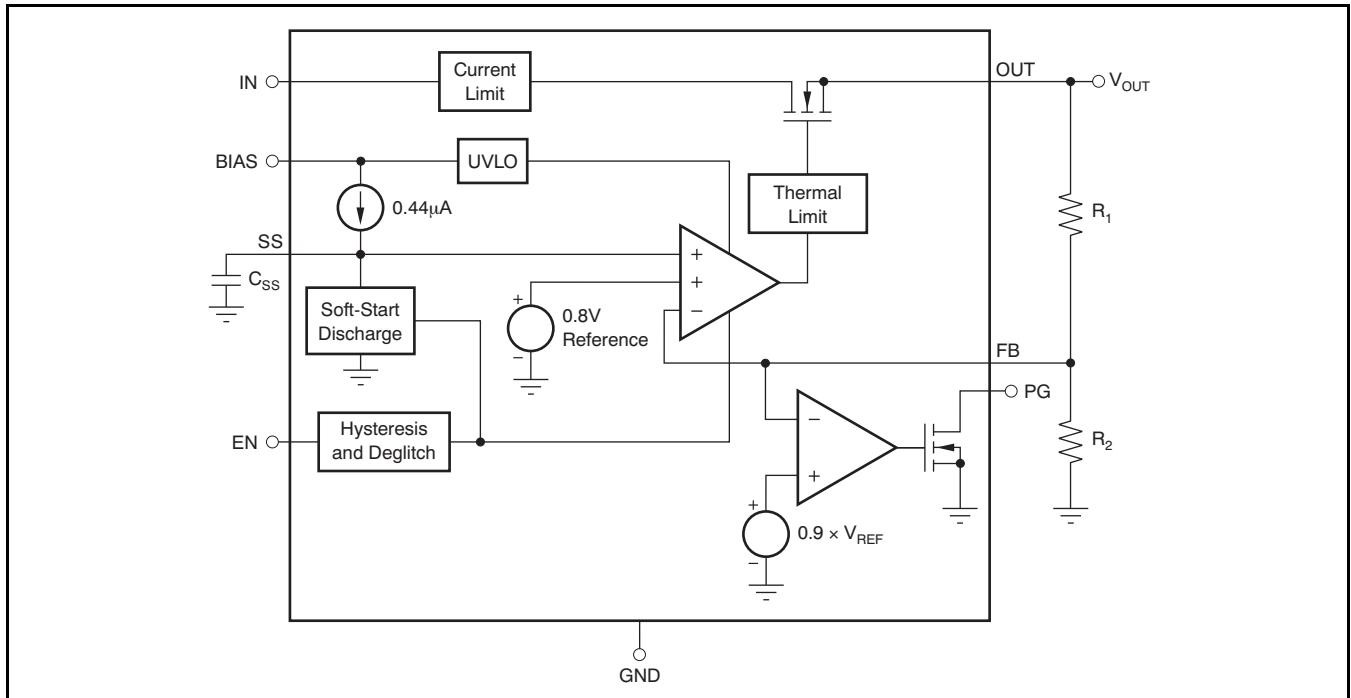 IN
Current
Limit
OUT
V_OUT
BIAS
UVLO
0.44µA
Thermal
Limit
R_1
SS
C_SS
+
+
−
Soft-Start
Discharge
+
0.8V
Reference
−
FB
PG
EN
Hysteresis
and Deglitch
−
+
R_2
+
0.9 × V_REF
−
GND